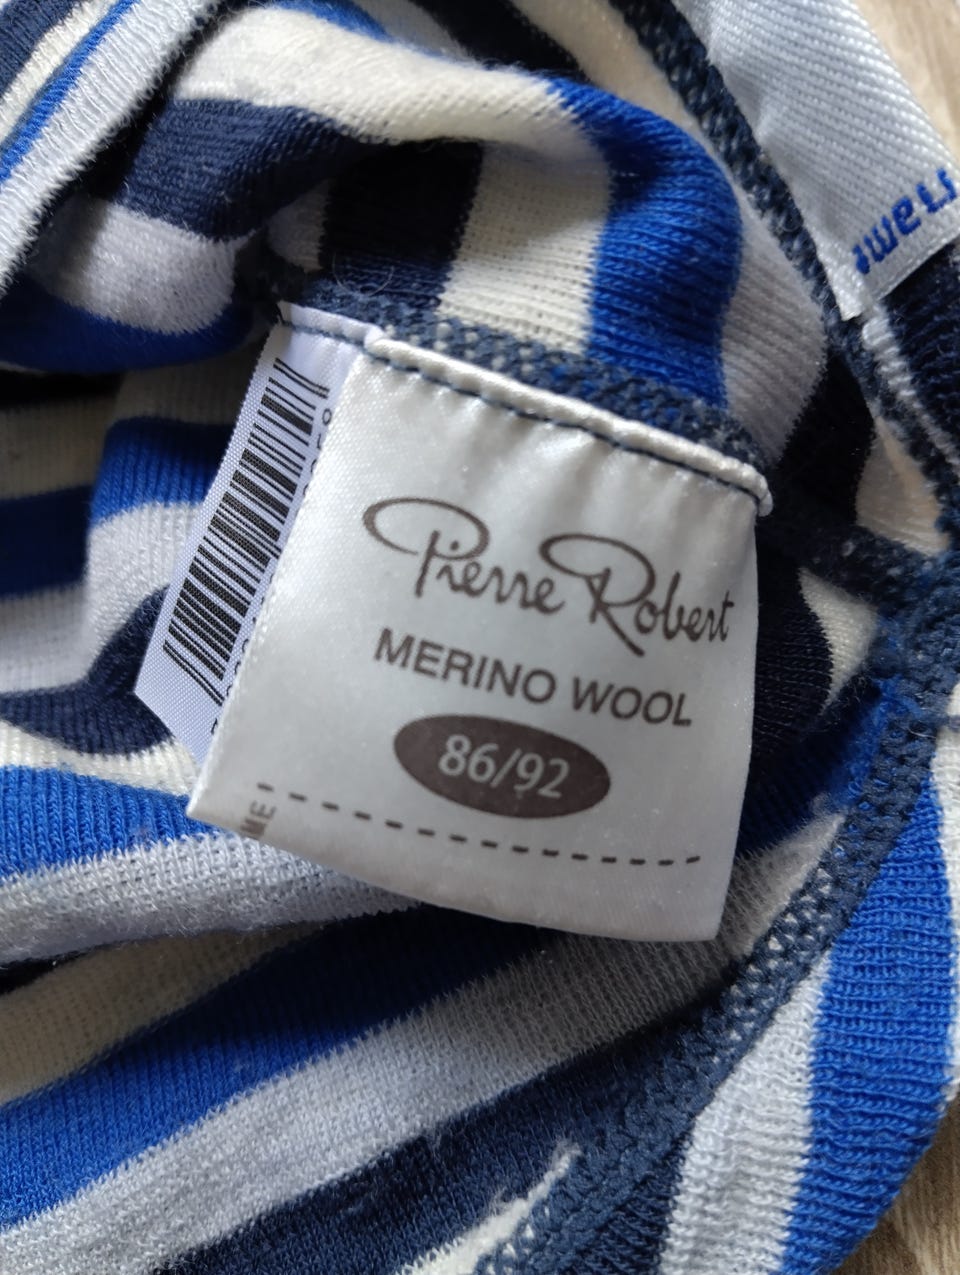 Pierre Robert
MERINO WOOL
86/92